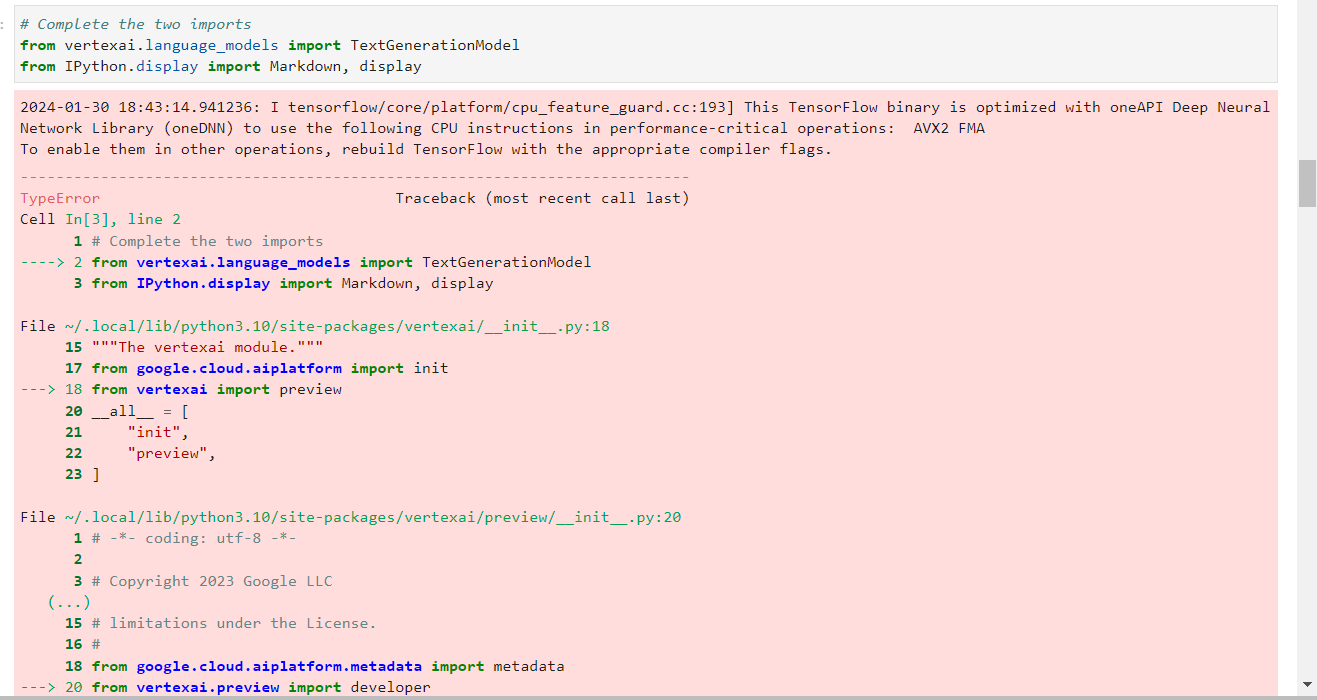 :
# Complete the two imports
from vertexai.language_models import TextGenerationModel
from IPython.display import Markdown, display
2024-01-30 18:43:14.941236: I tensorflow/core/platform/cpu_feature_guard.cc:193] This TensorFlow binary is optimized with oneAPI Deep Neural
Network Library (oneDNN) to use the following CPU instructions in performance-critical operations:  AVX2 FMA
To enable them in other operations, rebuild TensorFlow with the appropriate compiler flags.
---------------------------------------------------------------------------
TypeError                                 Traceback (most recent call last)
Cell In[3], line 2
      1 # Complete the two imports
----> 2 from vertexai.language_models import TextGenerationModel
      3 from IPython.display import Markdown, display
File ~/.local/lib/python3.10/site-packages/vertexai/__init__.py:18
     15 """The vertexai module."""
     17 from google.cloud.aiplatform import init
---> 18 from vertexai import preview
     20 __all__ = [
     21     "init",
     22     "preview",
     23 ]
File ~/.local/lib/python3.10/site-packages/vertexai/preview/__init__.py:20
      1 # -*- coding: utf-8 -*-
      2
      3 # Copyright 2023 Google LLC
   (...)
     15 # limitations under the License.
     16 #
     18 from google.cloud.aiplatform.metadata import metadata
---> 20 from vertexai.preview import developer